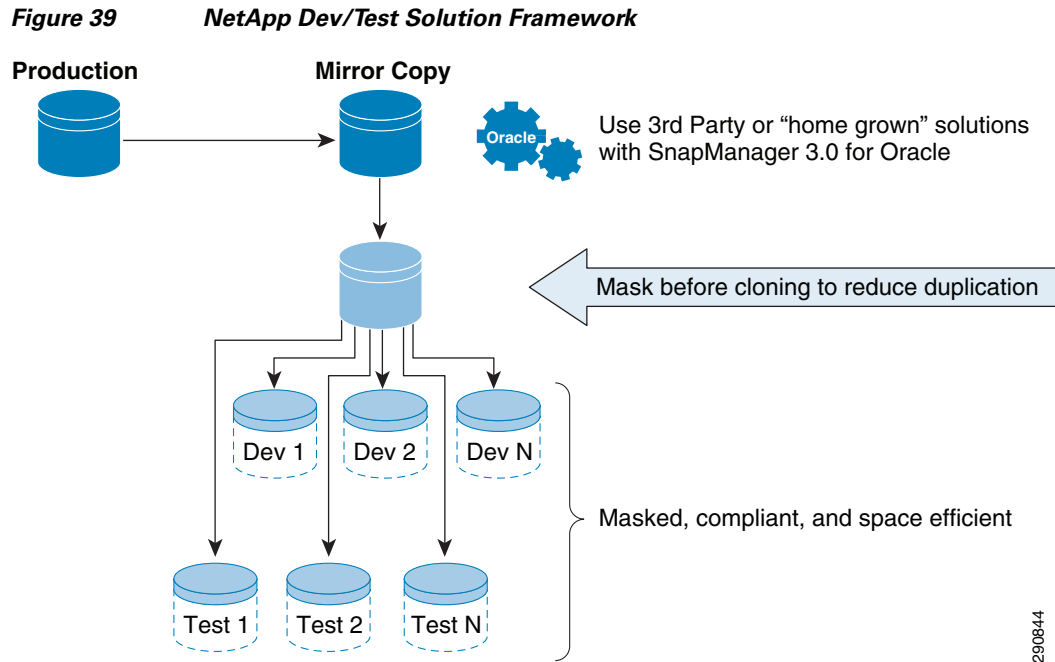 Figure 39 NetApp Dev/Test Solution Framework
Production
Mirror Copy
Oracle
Use 3rd Party or “home grown” solutions
with SnapManager 3.0 for Oracle
Mask before cloning to reduce duplication
Dev 1
Dev 2
Dev N
Masked, compliant, and space efficient
Test 1
Test 2
Test N
290844